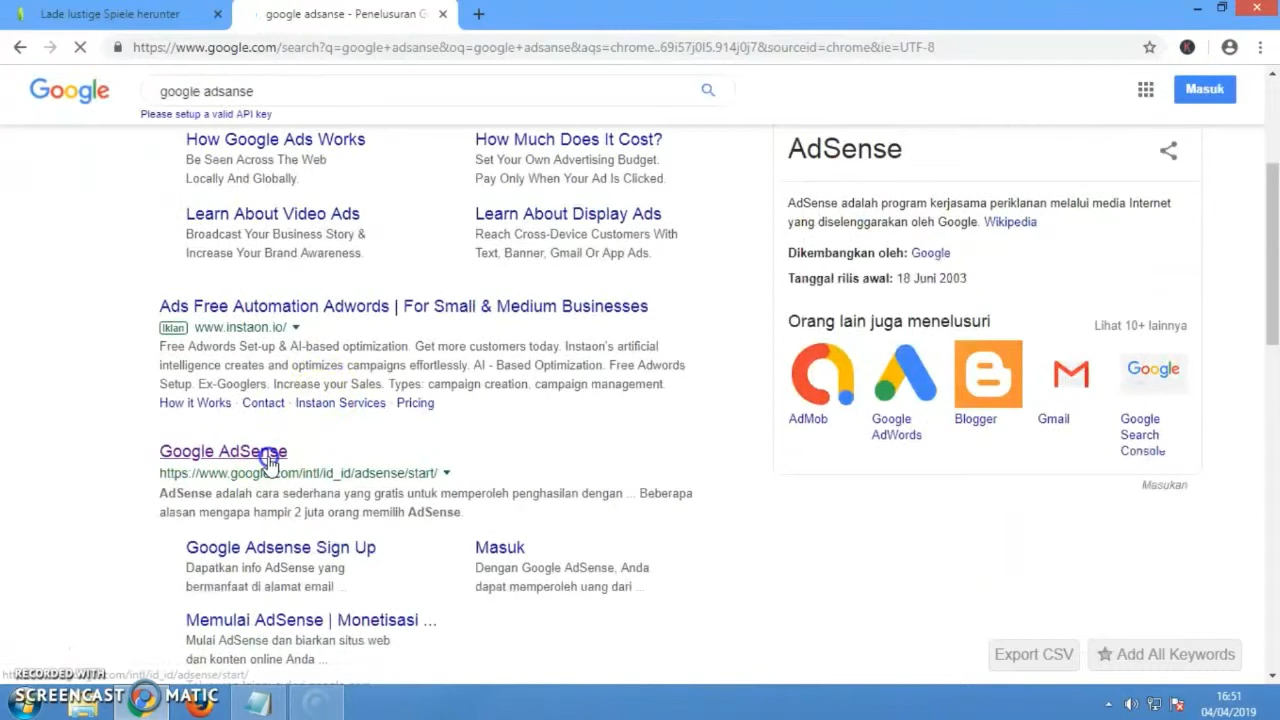 Lade lustige Spiele herunter
google adsanse - Penelusuran G
https://www.google.com/search?q=google+adsanse&oq=google+adsanse&aqs=chrome..69i57j0l5.914j0j7&sourceid=chrome&ie=UTF-8
Google
google adsanse
Masuk
Please setup a valid API key
How Google Ads Works
Be Seen Across The Web
Locally And Globally.
How Much Does It Cost?
Set Your Own Advertising Budget.
Pay Only When Your Ad Is Clicked.
Learn About Video Ads
Broadcast Your Business Story &
Increase Your Brand Awareness.
Learn About Display Ads
Reach Cross-Device Customers With
Text, Banner, Gmail Or App Ads.
Ads Free Automation Adwords | For Small & Medium Businesses
Iklan www.instaon.io/
Free Adwords Set-up & AI-based optimization. Get more customers today. Instaon's artificial
intelligence creates and optimizes campaigns effortlessly. AI - Based Optimization. Free Adwords
Setup. Ex-Googlers. Increase your Sales. Types: campaign creation, campaign management.
How it Works · Contact · Instaon Services · Pricing
Google AdSense
https://www.google.com/intl/id_id/adsense/start/
AdSense adalah cara sederhana yang gratis untuk memperoleh penghasilan dengan ... Beberapa
alasan mengapa hampir 2 juta orang memilih AdSense.
Google Adsense Sign Up
Dapatkan info AdSense yang
bermanfaat di alamat email ...
Masuk
Dengan Google AdSense, Anda
dapat memperoleh uang dari ...
Memulai AdSense | Monetisasi ...
Mulai AdSense dan biarkan situs web
dan konten online Anda ...
AdSense
AdSense adalah program kerjasama periklanan melalui media Internet
yang diselenggarakan oleh Google. Wikipedia
Dikembangkan oleh: Google
Tanggal rilis awal: 18 Juni 2003
Orang lain juga menelusuri
Lihat 10+ lainnya
Google
AdMob
Google
AdWords
Blogger
Gmail
Google
Search
Console
Masukan
Export CSV
Add All Keywords
RECORDED WITH
SCREENCAST MATIC
16:51
04/04/2019